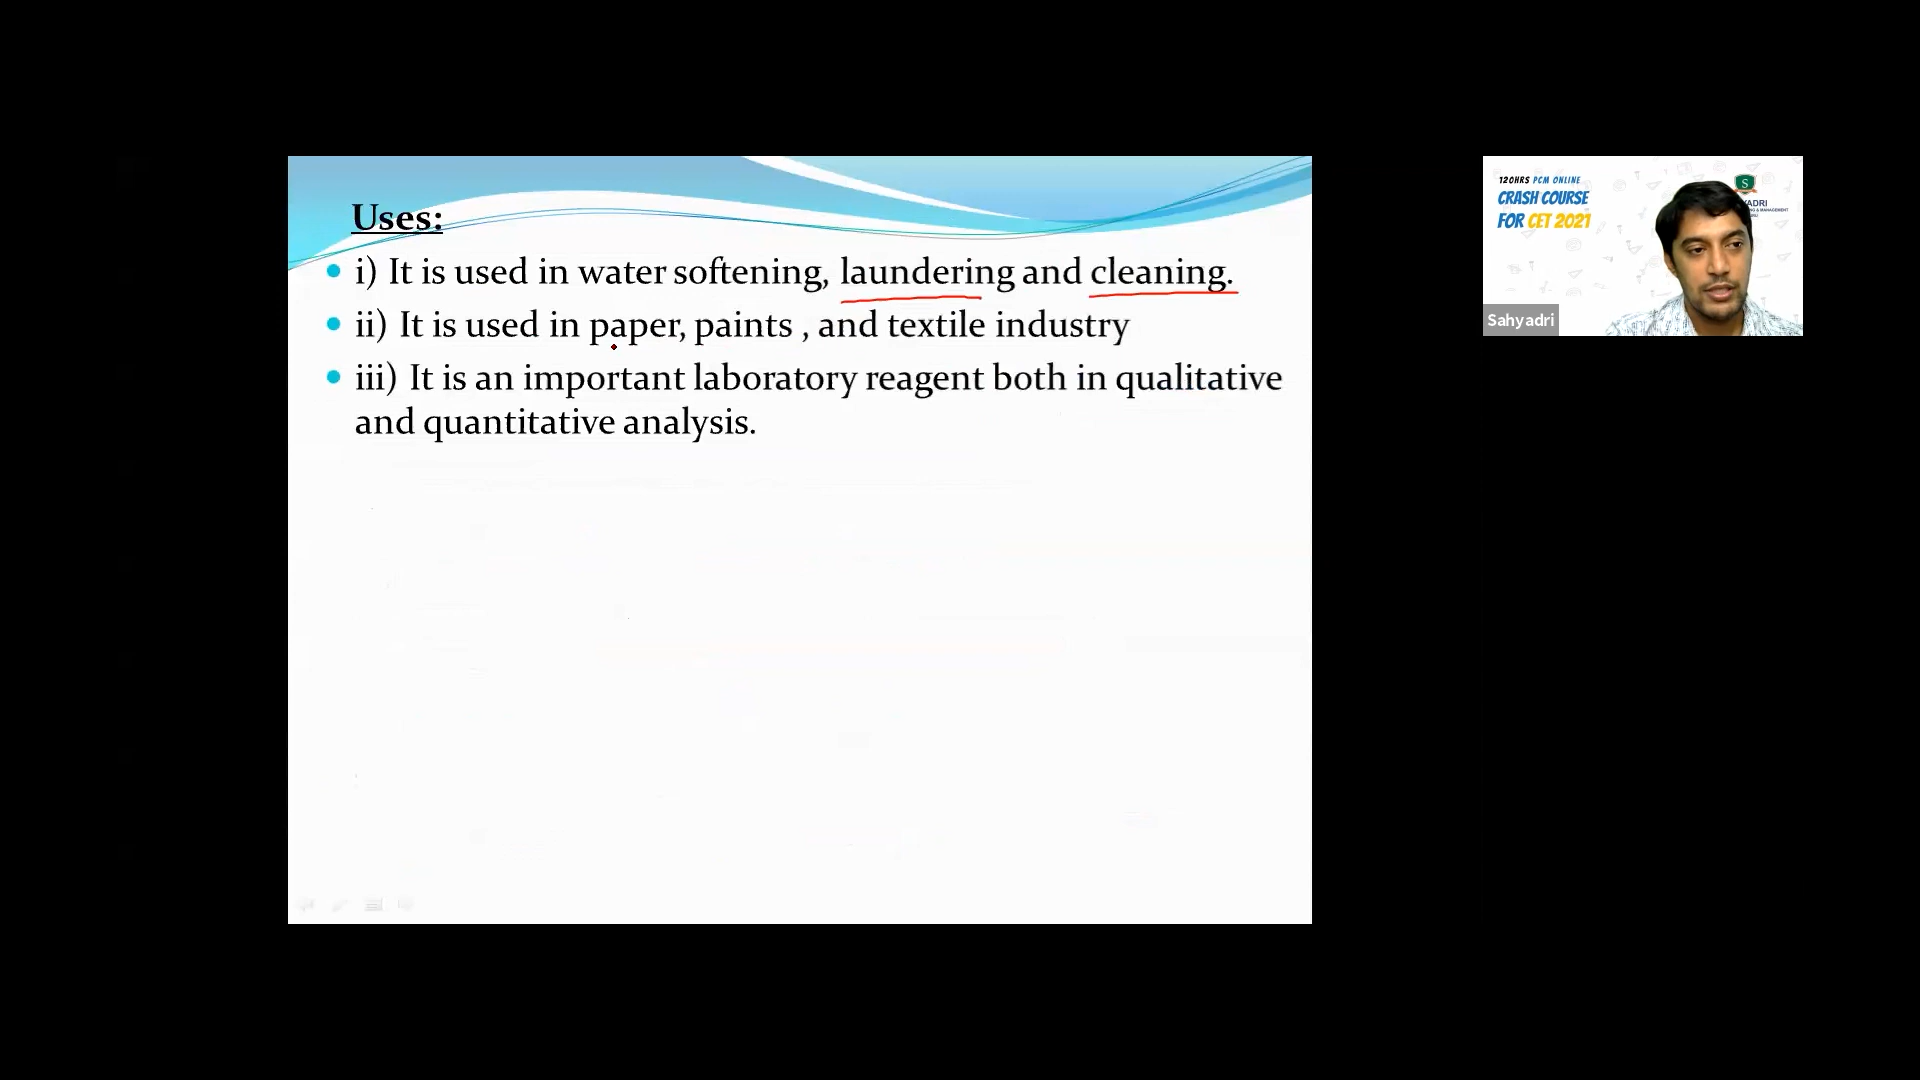 Uses:
i) It is used in water softening, laundering and cleaning.
ii) It is used in paper, paints , and textile industry
iii) It is an important laboratory reagent both in qualitative
and quantitative analysis.
120HRS PCM ONLINE
CRASH COURSE
FOR CET 2021
S
Sahyadri